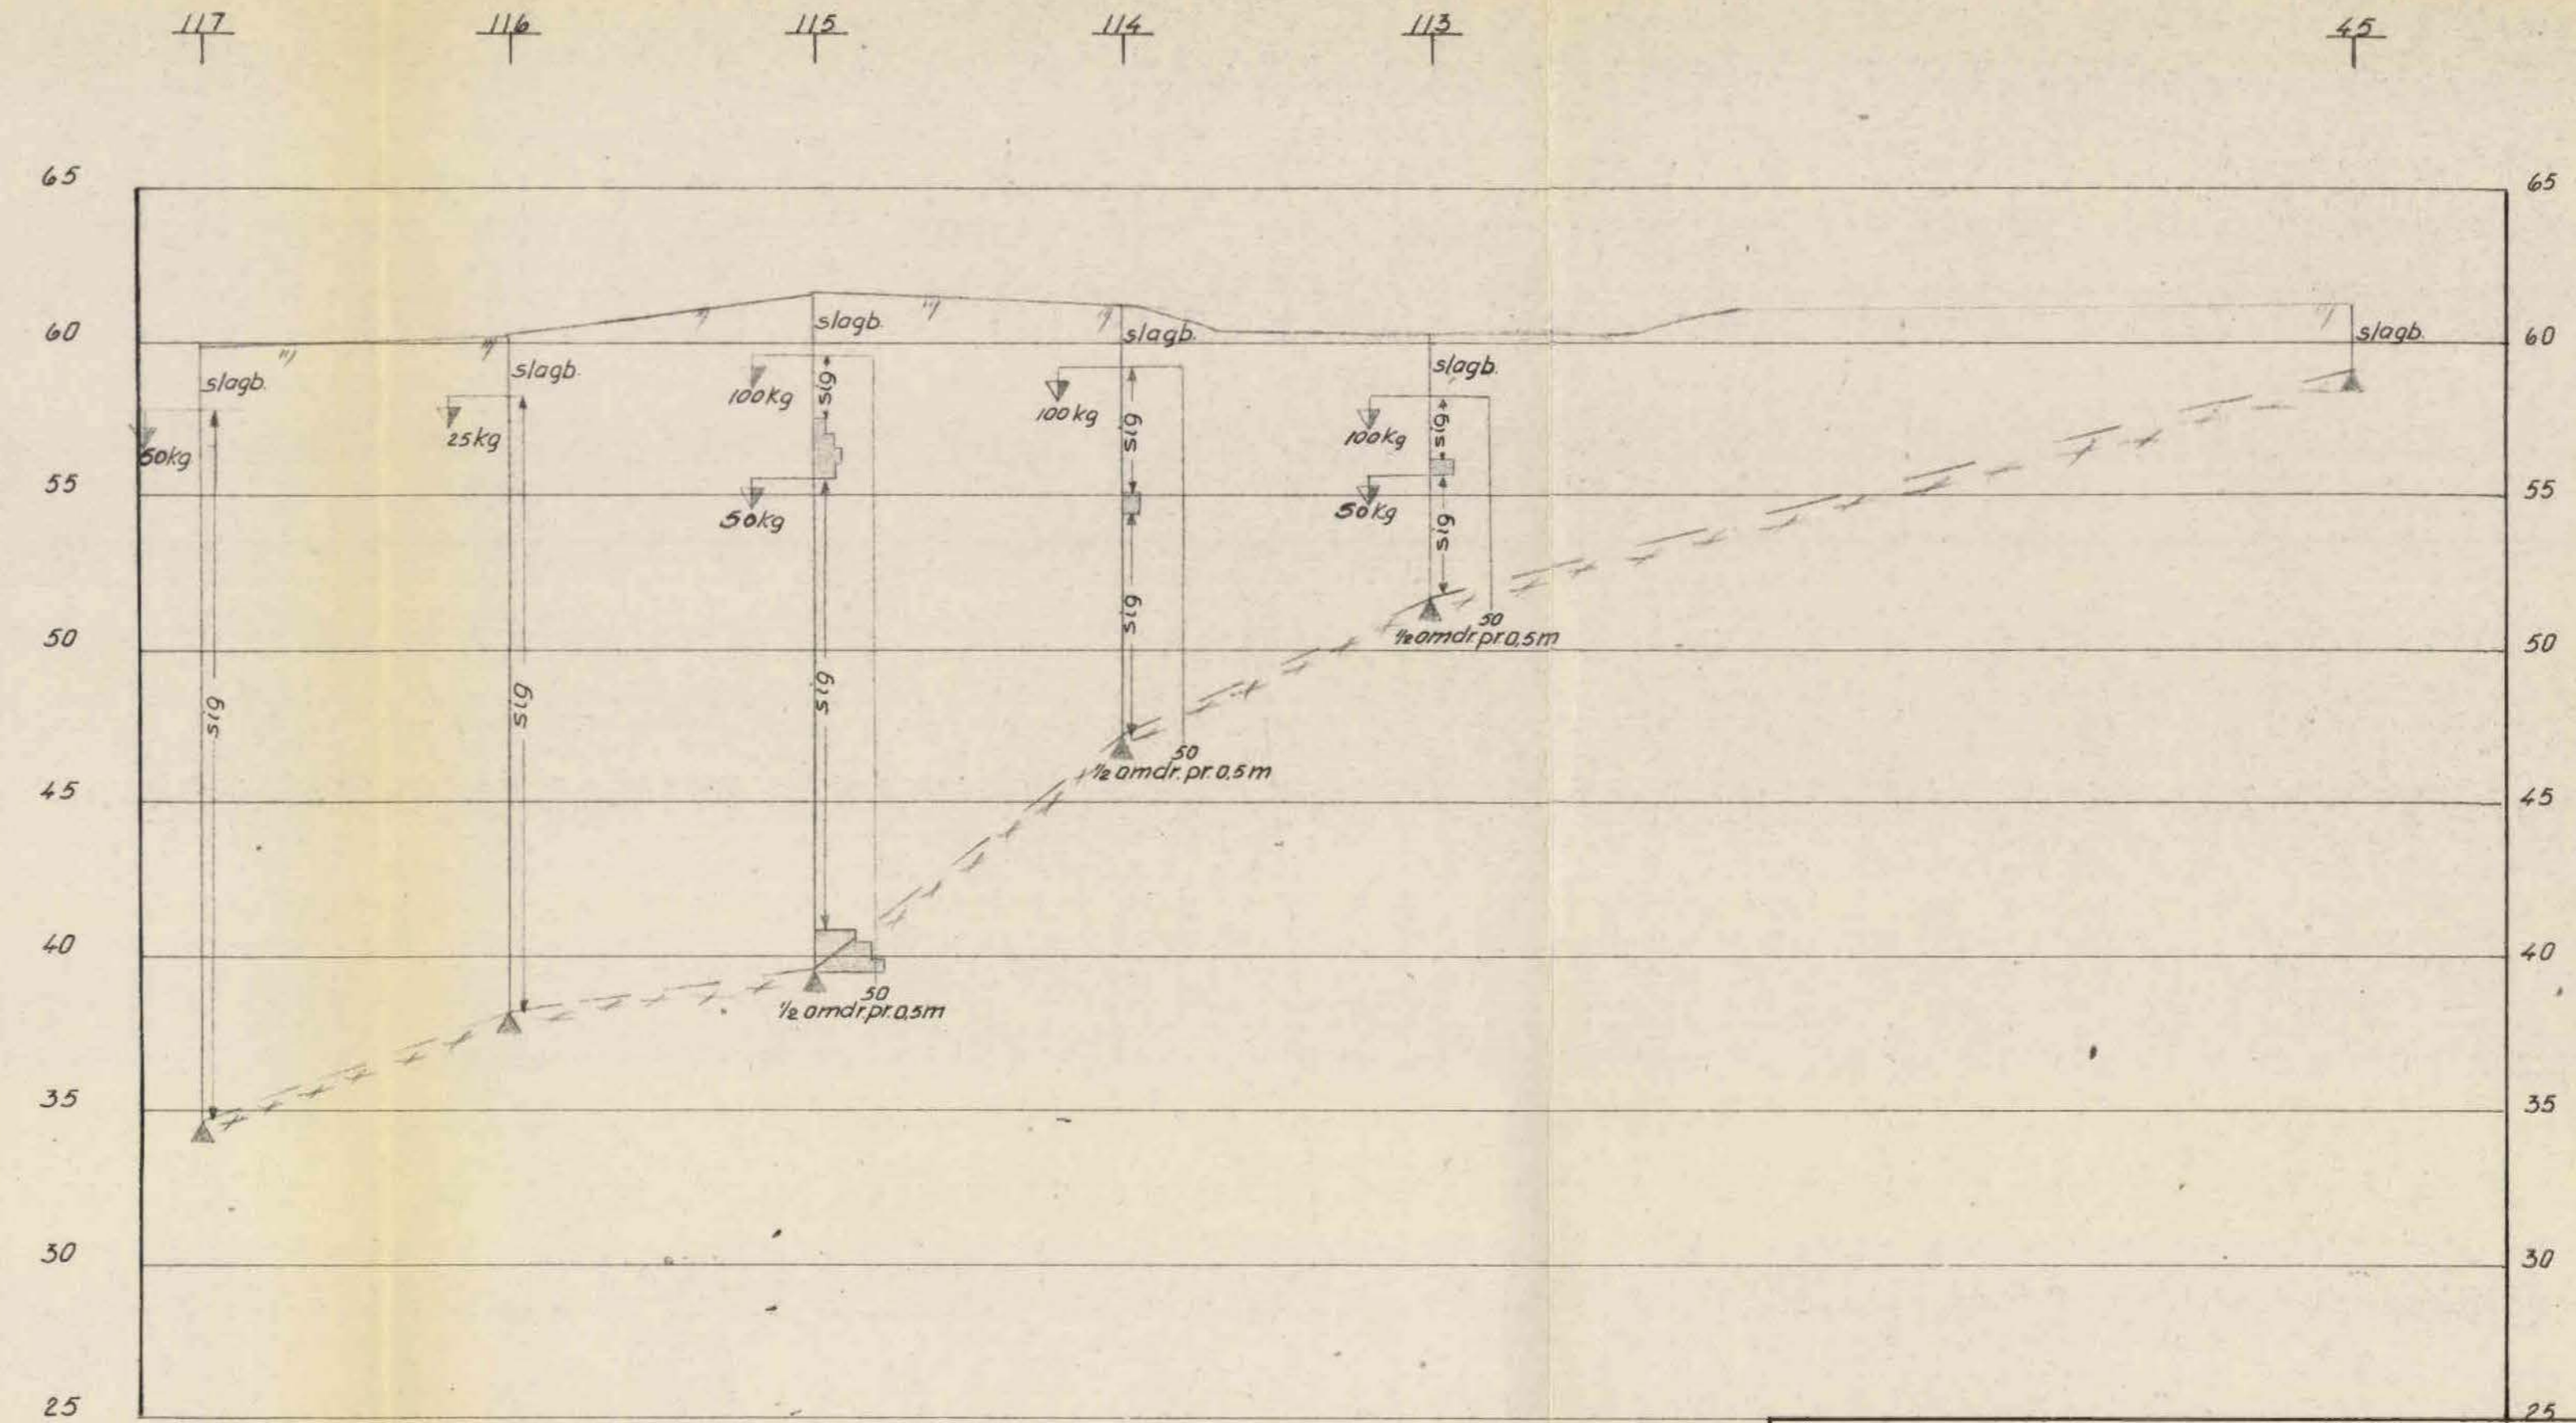 117 116 115 114 113 45
65 65
slagb.
60 slagb. slagb. 60
slagb. slagb. slagb.
sig
100kg 100kg 100kg
25kg sig sig
50kg
55 55
50kg 50kg
sig
sig
50
50 ½ omdr.pr.0,5m 50
sig sig sig
50
½ omdr.pr.0,5m
45 45
40 40
50
½ omdr.pr.0,5m
35 35
30 30
25 25